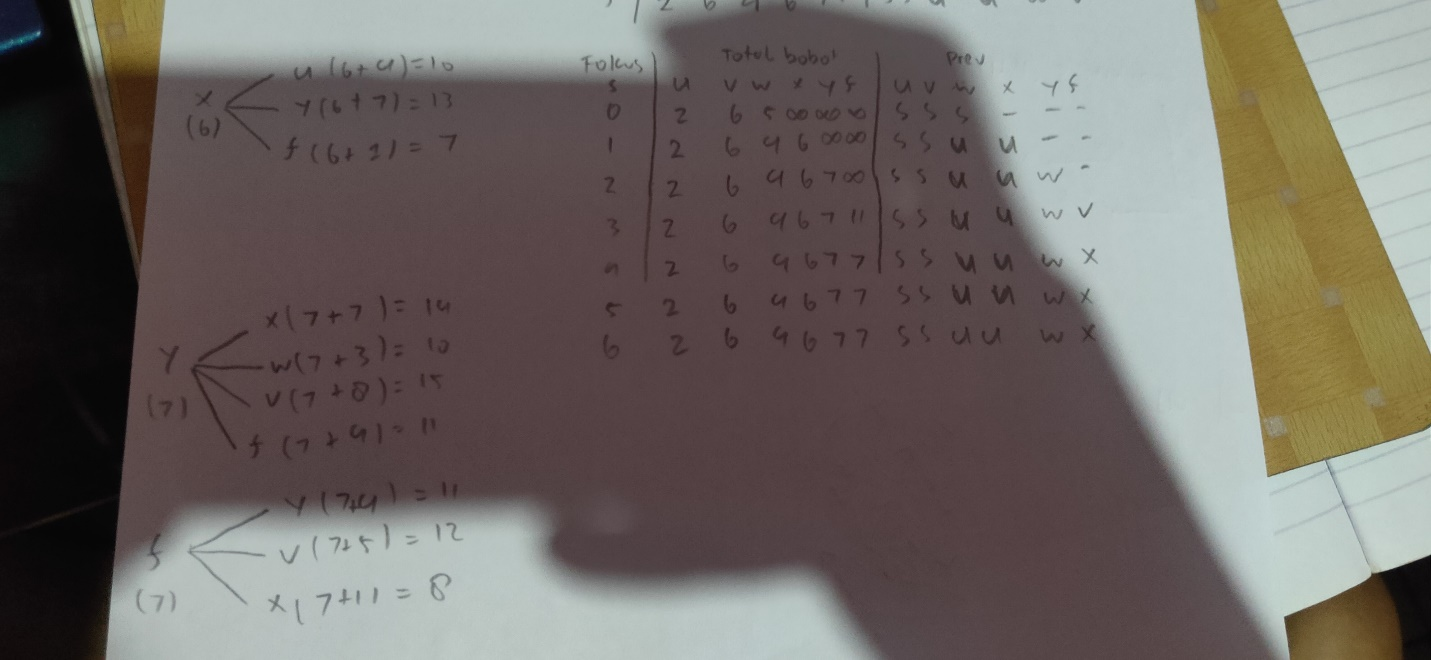 u (6+4)=10
x
(6)
y(6+7)=13
f(6+1)=7
x(7+7)=14
y
(7)
w(7+3)=10
v(7+8)=15
f(7+4)=11
y(7+4)=11
f
(7)
v(7+5)=12
x(7+1)=8
Fokus Total bobot Prev
s u v w x y f u v w x y f
0 2 6 5 ∞ ∞ ∞ s s s - - -
1 2 6 4 6 ∞ ∞ s s u u - -
2 2 6 4 6 7 ∞ s s u u w -
3 2 6 4 6 7 11 s s u u w v
4 2 6 4 6 7 7 s s u u w x
5 2 6 4 6 7 7 s s u u w x
6 2 6 4 6 7 7 s s u u w x